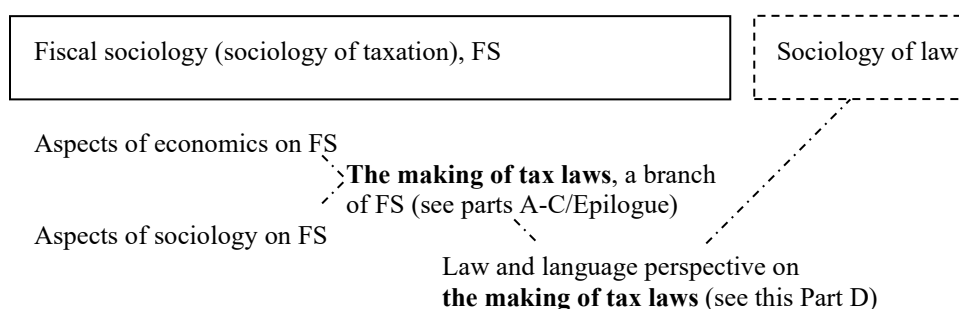 Fiscal sociology (sociology of taxation), FS
Sociology of law
Aspects of economics on FS
The making of tax laws, a branch
of FS (see parts A-C/Epilogue)
Aspects of sociology on FS
Law and language perspective on
the making of tax laws (see this Part D)